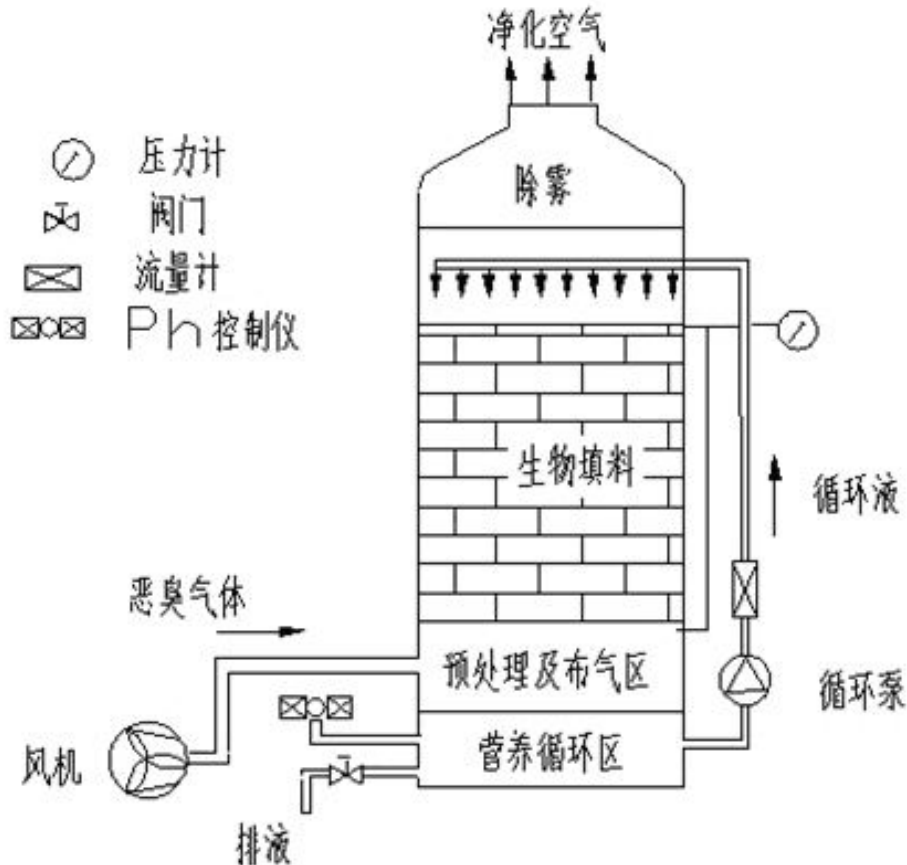 净化空气
压力计
除雾
阀门
流量计
Ph控制仪
生物填料
循环液
恶臭气体
预处理及布气区
循环泵
营养循环区
风机
排液